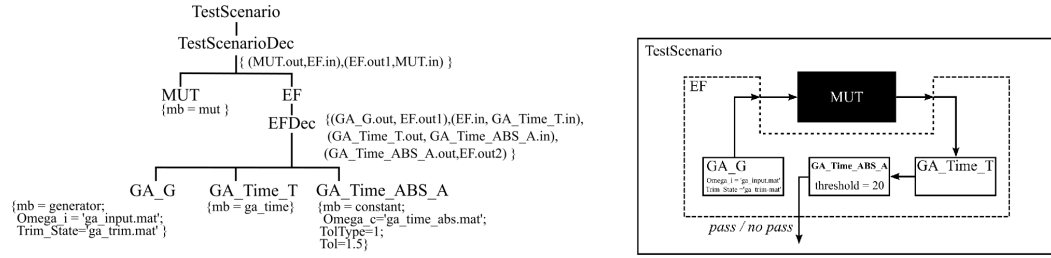 TestScenario
TestScenarioDec
{ (MUT.out,EF.in),(EF.out1,MUT.in) }
MUT
{mb = mut }
EF
EFDec
{(GA_G.out, EF.out1),(EF.in, GA_Time_T.in),
(GA_Time_T.out, GA_Time_ABS_A.in),
(GA_Time_ABS_A.out,EF.out2) }
GA_G
{mb = generator;
Omega_i = 'ga_input.mat';
Trim_State='ga_trim.mat' }
GA_Time_T
{mb = ga_time}
GA_Time_ABS_A
{mb = constant;
Omega_c='ga_time_abs.mat';
TolType=1;
Tol=1.5}
TestScenario
EF
MUT
GA_G
Omega_i = 'ga_input.mat'
Trim_State ='ga_trim-mat'
GA_Time_ABS_A
threshold = 20
GA_Time_T
pass / no pass